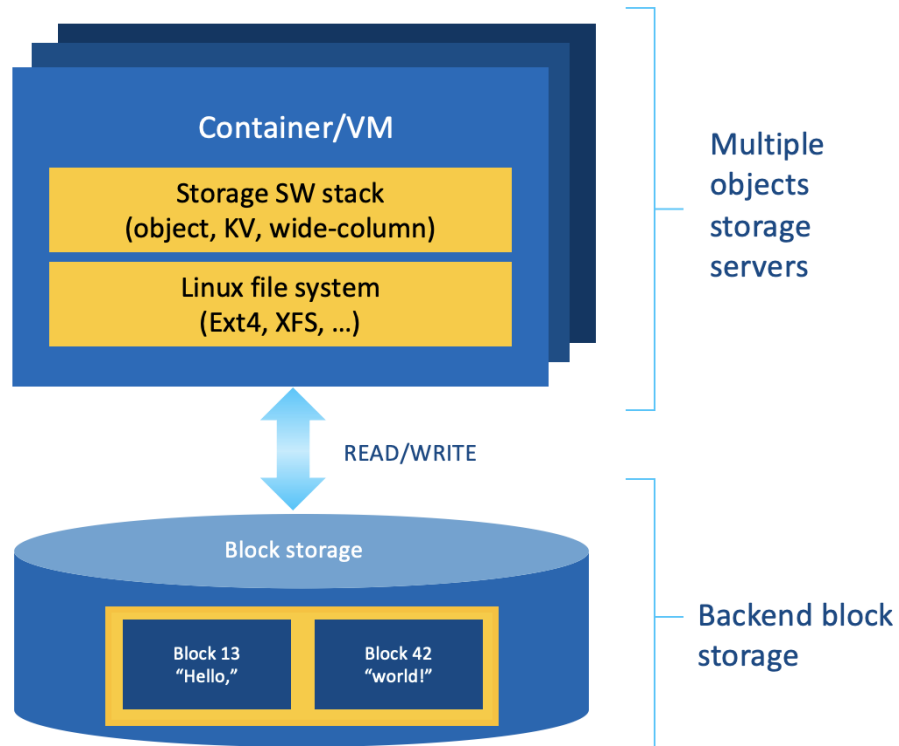 Container/VM
Storage SW stack
(object, KV, wide-column)
Linux file system
(Ext4, XFS, ...)
Multiple
objects
storage
servers
READ/WRITE
Block storage
Block 13
“Hello,”
Block 42
“world!”
Backend block
storage